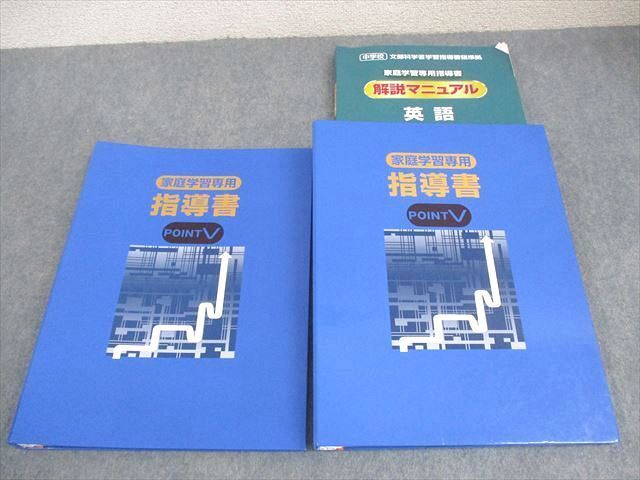 中学校 文部科学省学習指導要領準拠
家庭学習専用指導書
解説マニュアル
英語
家庭学習専用
指導書
POINT V
家庭学習専用
指導書
POINT V